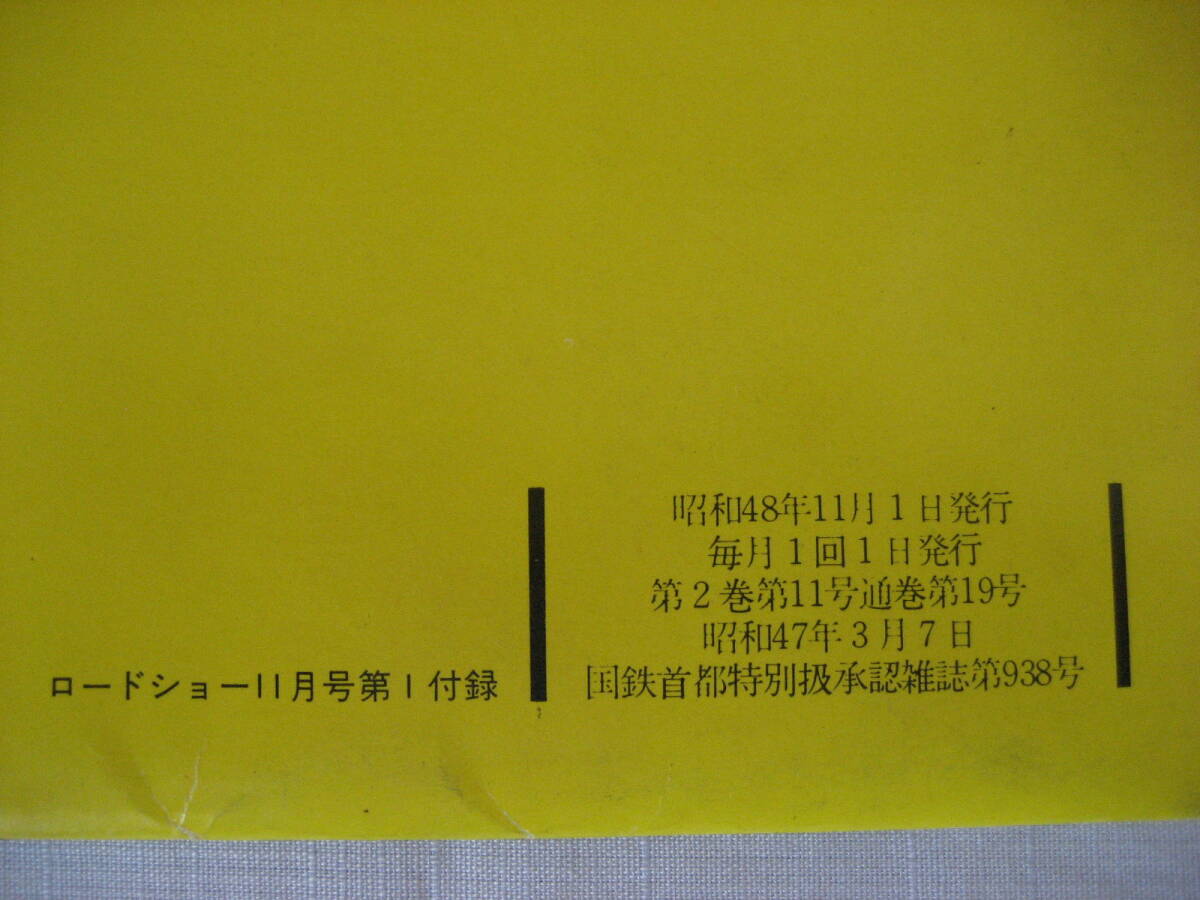 昭和48年11月1日発行
毎月1回1日発行
第2巻第11号通巻第19号
昭和47年3月7日
国鉄首都特別扱承認雑誌第938号
ロードショー11月号第1付録